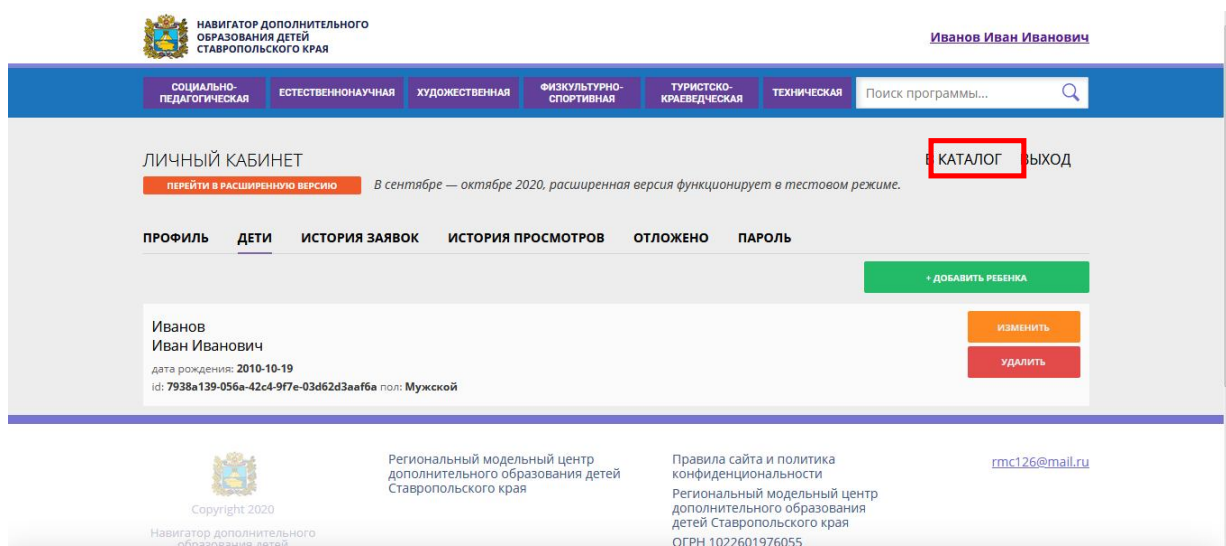 НАВИГАТОР ДОПОЛНИТЕЛЬНОГО
ОБРАЗОВАНИЯ ДЕТЕЙ
СТАВРОПОЛЬСКОГО КРАЯ
Иванов Иван Иванович
СОЦИАЛЬНО-
ПЕДАГОГИЧЕСКАЯ
ЕСТЕСТВЕННОНАУЧНАЯ
ХУДОЖЕСТВЕННАЯ
ФИЗКУЛЬТУРНО-
СПОРТИВНАЯ
ТУРИСТСКО-
КРАЕВЕДЧЕСКАЯ
ТЕХНИЧЕСКАЯ
Поиск программы...
ЛИЧНЫЙ КАБИНЕТ
В КАТАЛОГ
ВЫХОД
ПЕРЕЙТИ В РАСШИРЕННУЮ ВЕРСИЮ
В сентябре — октябре 2020, расширенная версия функционирует в тестовом режиме.
ПРОФИЛЬ
ДЕТИ
ИСТОРИЯ ЗАЯВОК
ИСТОРИЯ ПРОСМОТРОВ
ОТЛОЖЕНО
ПАРОЛЬ
+ ДОБАВИТЬ РЕБЕНКА
Иванов
Иван Иванович
дата рождения: 2010-10-19
id: 7938a139-056a-42c4-9f7e-03d62d3aaf6a пол: Мужской
ИЗМЕНИТЬ
УДАЛИТЬ
Copyright 2020
Навигатор дополнительного
образования детей
Региональный модельный центр
дополнительного образования детей
Ставропольского края
Правила сайта и политика
конфиденциональности
Региональный модельный центр
дополнительного образования
детей Ставропольского края
ОГРН 1022601976055
rmc126@mail.ru